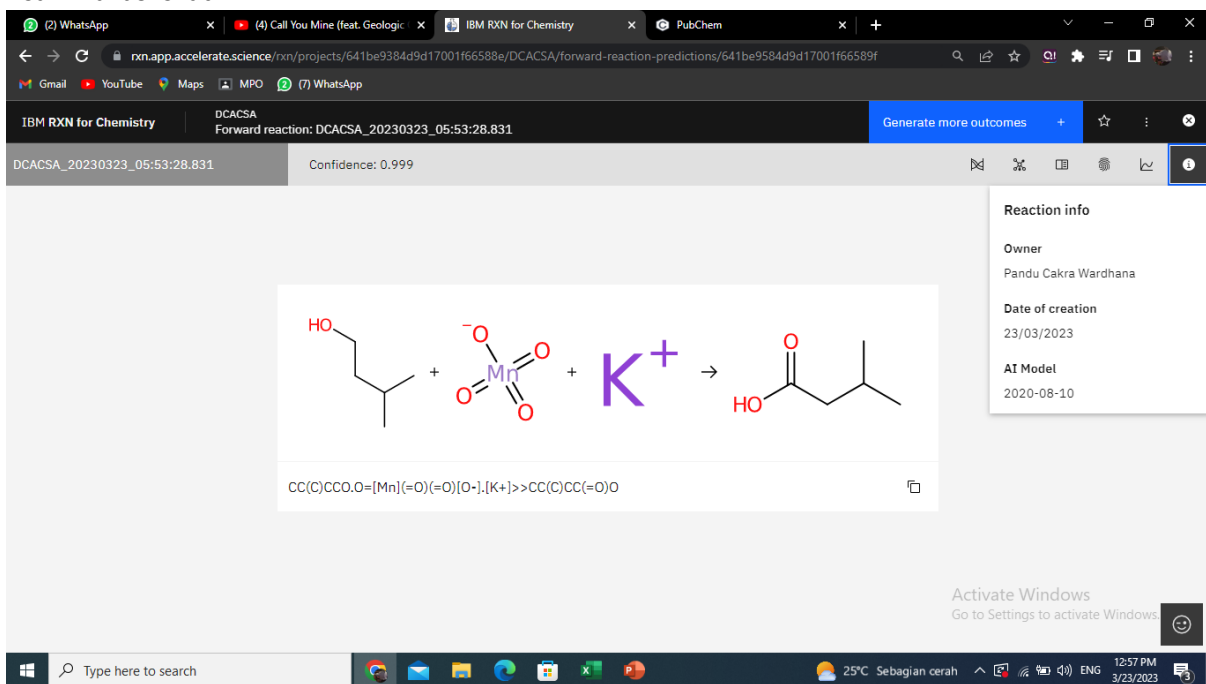 (2) WhatsApp
(4) Call You Mine (feat. Geologic
IBM RXN for Chemistry
PubChem
rxn.app.accelerate.science/rxn/projects/641be9384d9d17001f66588e/DCACSA/forward-reaction-predictions/641be9584d9d17001f66589f
Gmail
YouTube
Maps
MPO
(7) WhatsApp
IBM RXN for Chemistry
DCACSA
Forward reaction: DCACSA_20230323_05:53:28.831
Generate more outcomes +
DCACSA_20230323_05:53:28.831
Confidence: 0.999
Reaction info
Owner
Pandu Cakra Wardhana
Date of creation
23/03/2023
AI Model
2020-08-10
HO
+
-O
O
Mn
O
O
+
K+
→
O
HO
CC(C)CCO.O=[Mn](=O)(=O)[O-].[K+]>>CC(C)CC(=O)O
Activate Windows
Go to Settings to activate Windows.
Type here to search
25°C Sebagian cerah
ENG
12:57 PM
3/23/2023
3